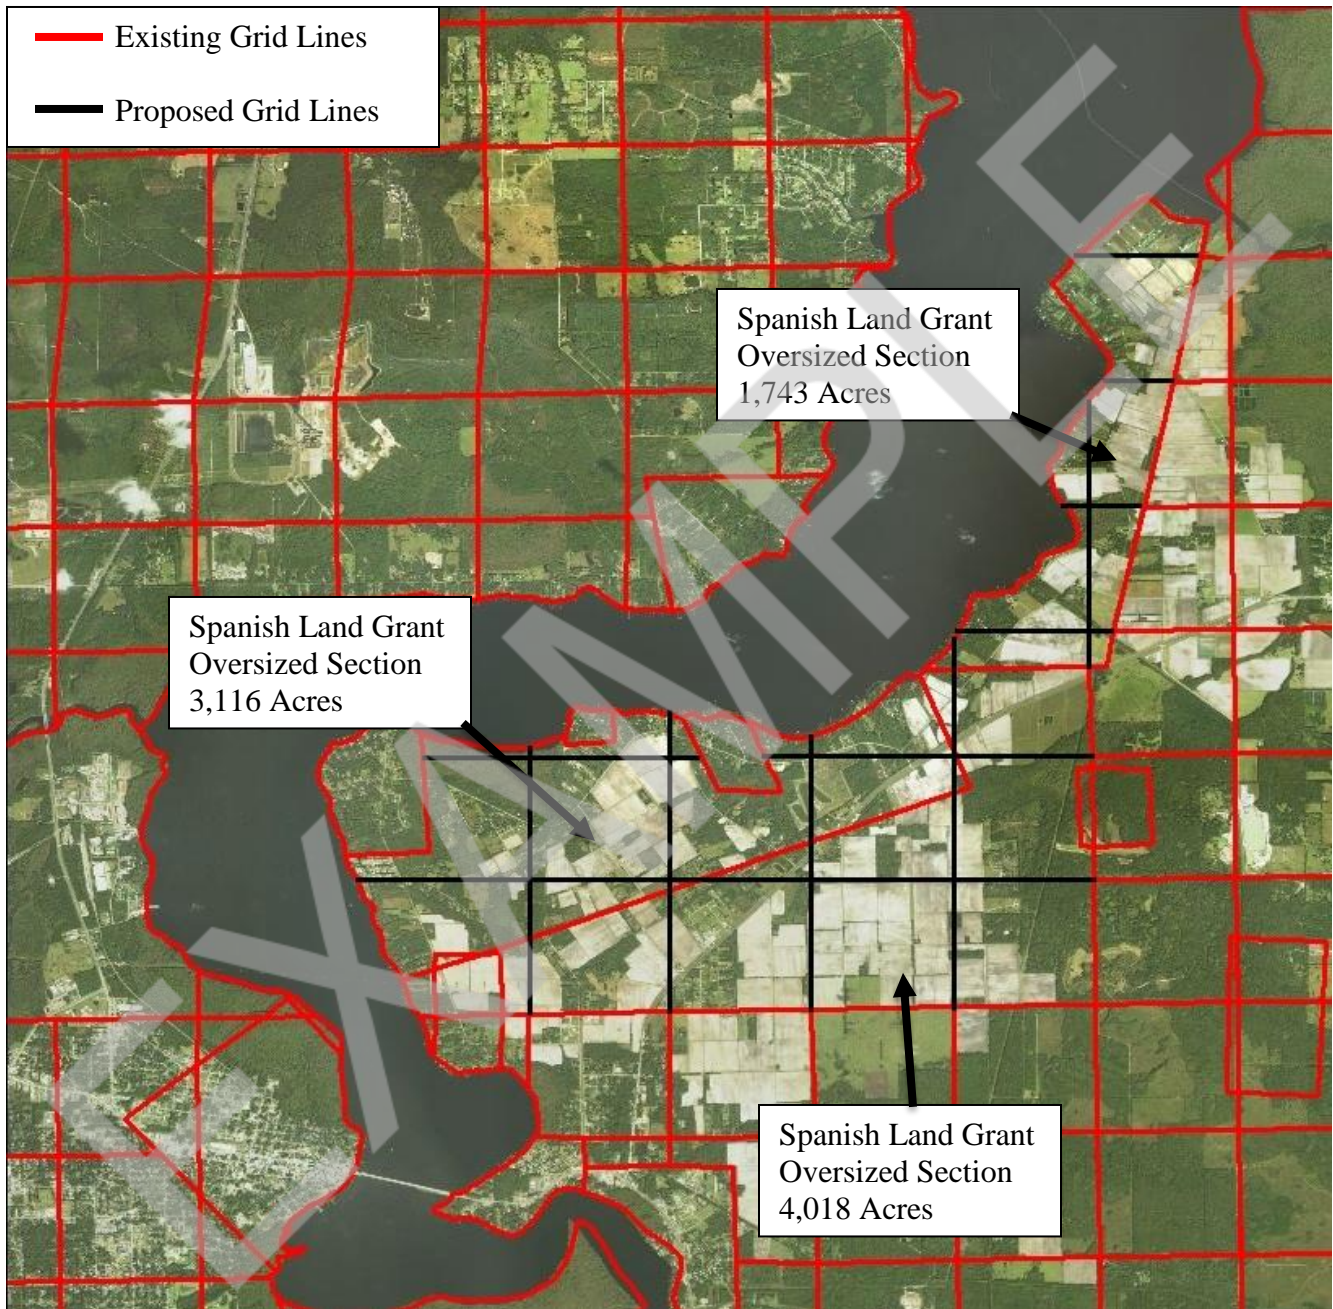 Existing Grid Lines
Proposed Grid Lines
Spanish Land Grant
Oversized Section
1,743 Acres
Spanish Land Grant
Oversized Section
3,116 Acres
Spanish Land Grant
Oversized Section
4,018 Acres
EXAMPLE